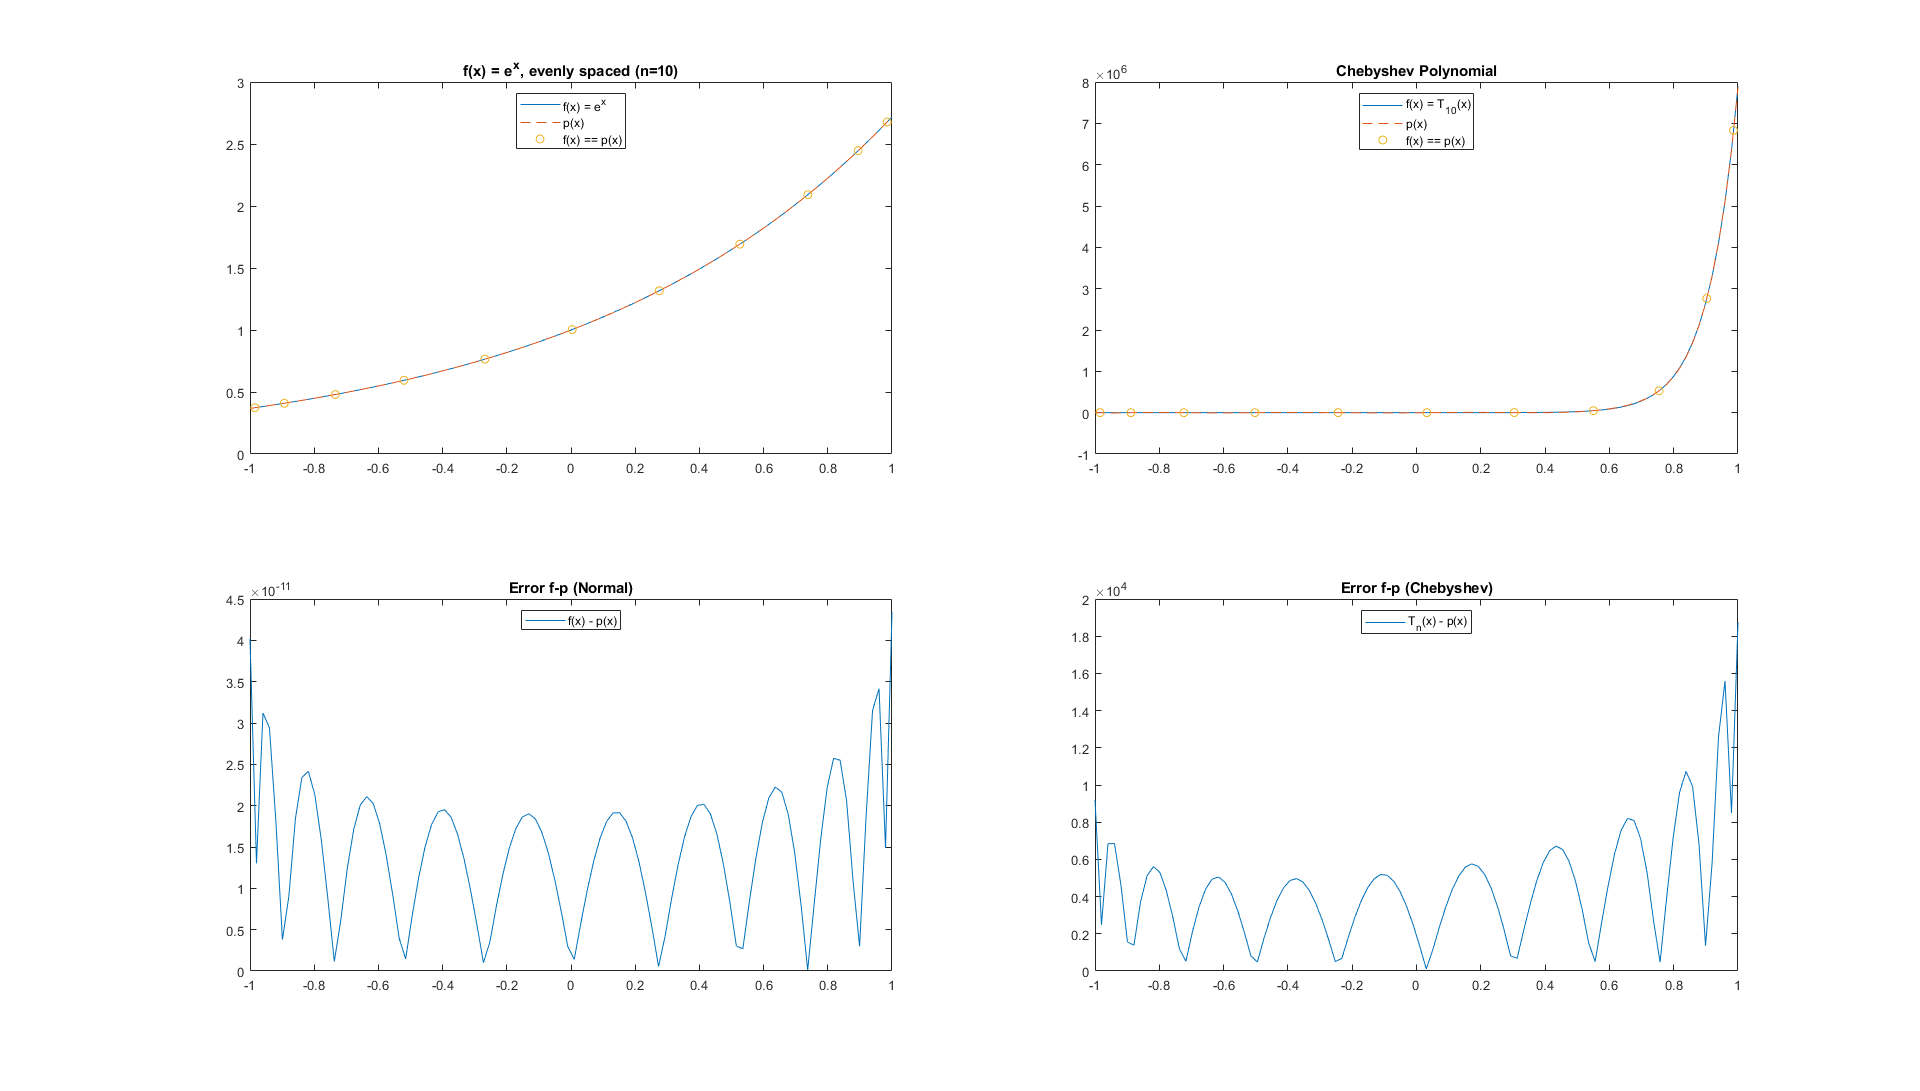 f(x) = e^x, evenly spaced (n=10)
f(x) = e^x
p(x)
f(x) == p(x)
3
2.5
2
1.5
1
0.5
0
-1 -0.8 -0.6 -0.4 -0.2 0 0.2 0.4 0.6 0.8 1
Chebyshev Polynomial
×10^6
f(x) = T_10(x)
p(x)
f(x) == p(x)
8
7
6
5
4
3
2
1
0
-1
-1 -0.8 -0.6 -0.4 -0.2 0 0.2 0.4 0.6 0.8 1
Error f-p (Normal)
×10^-11
f(x) - p(x)
4.5
4
3.5
3
2.5
2
1.5
1
0.5
0
-1 -0.8 -0.6 -0.4 -0.2 0 0.2 0.4 0.6 0.8 1
Error f-p (Chebyshev)
×10^4
T_n(x) - p(x)
2
1.8
1.6
1.4
1.2
1
0.8
0.6
0.4
0.2
0
-1 -0.8 -0.6 -0.4 -0.2 0 0.2 0.4 0.6 0.8 1